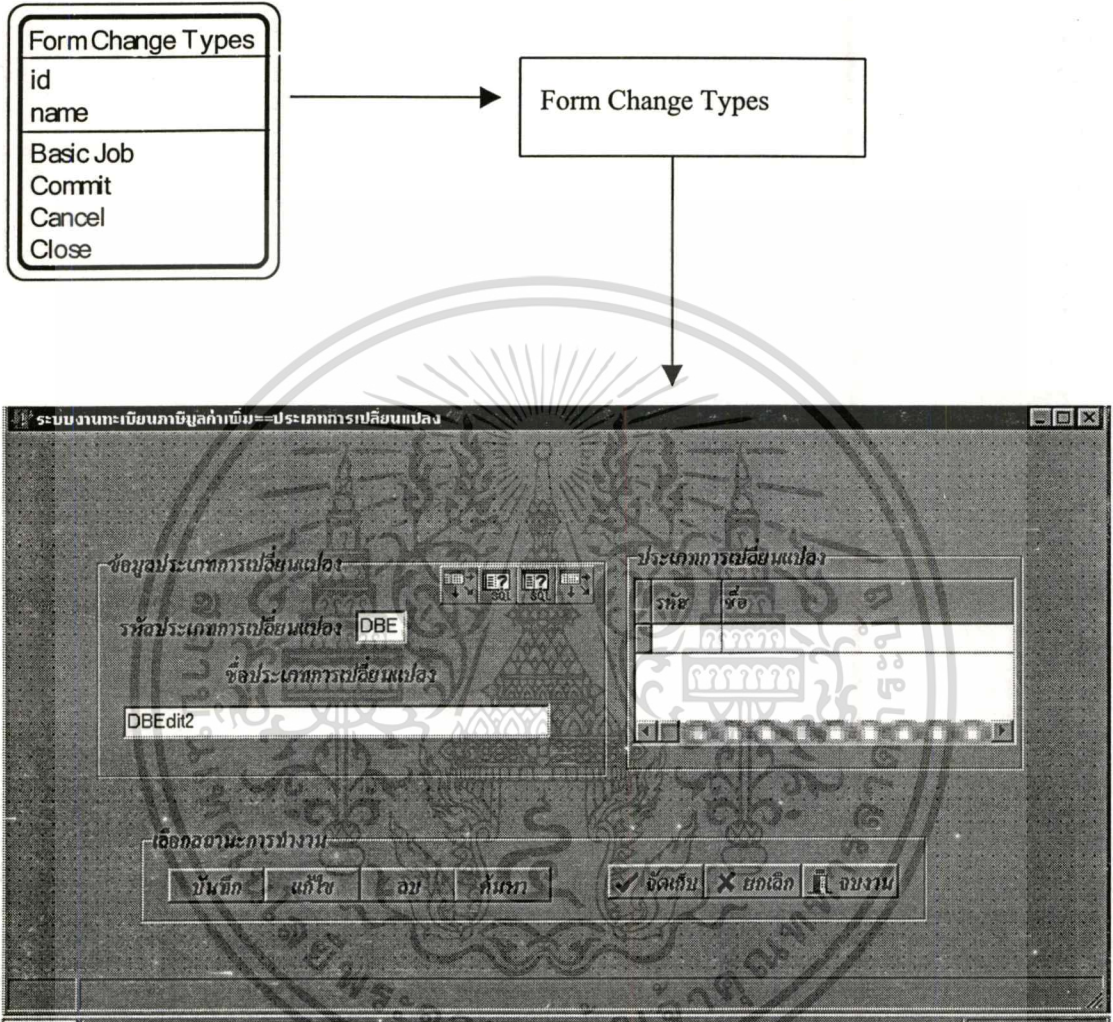 Form Change Types
id
name
Basic Job
Commit
Cancel
Close
Form Change Types
ระบบงานทะเบียนภาษีมูลค่าเพิ่ม==ประเภทการเปลี่ยนแปลง
ข้อมูลประเภทการเปลี่ยนแปลง
SQL
SQL
รหัสประเภทการเปลี่ยนแปลง DBE
ชื่อประเภทการเปลี่ยนแปลง
DBEdit2
ประเภทการเปลี่ยนแปลง
รหัส ชื่อ
เลือกสถานะการทำงาน
บันทึก แก้ไข ลบ ค้นหา จัดเก็บ ยกเลิก จบงาน